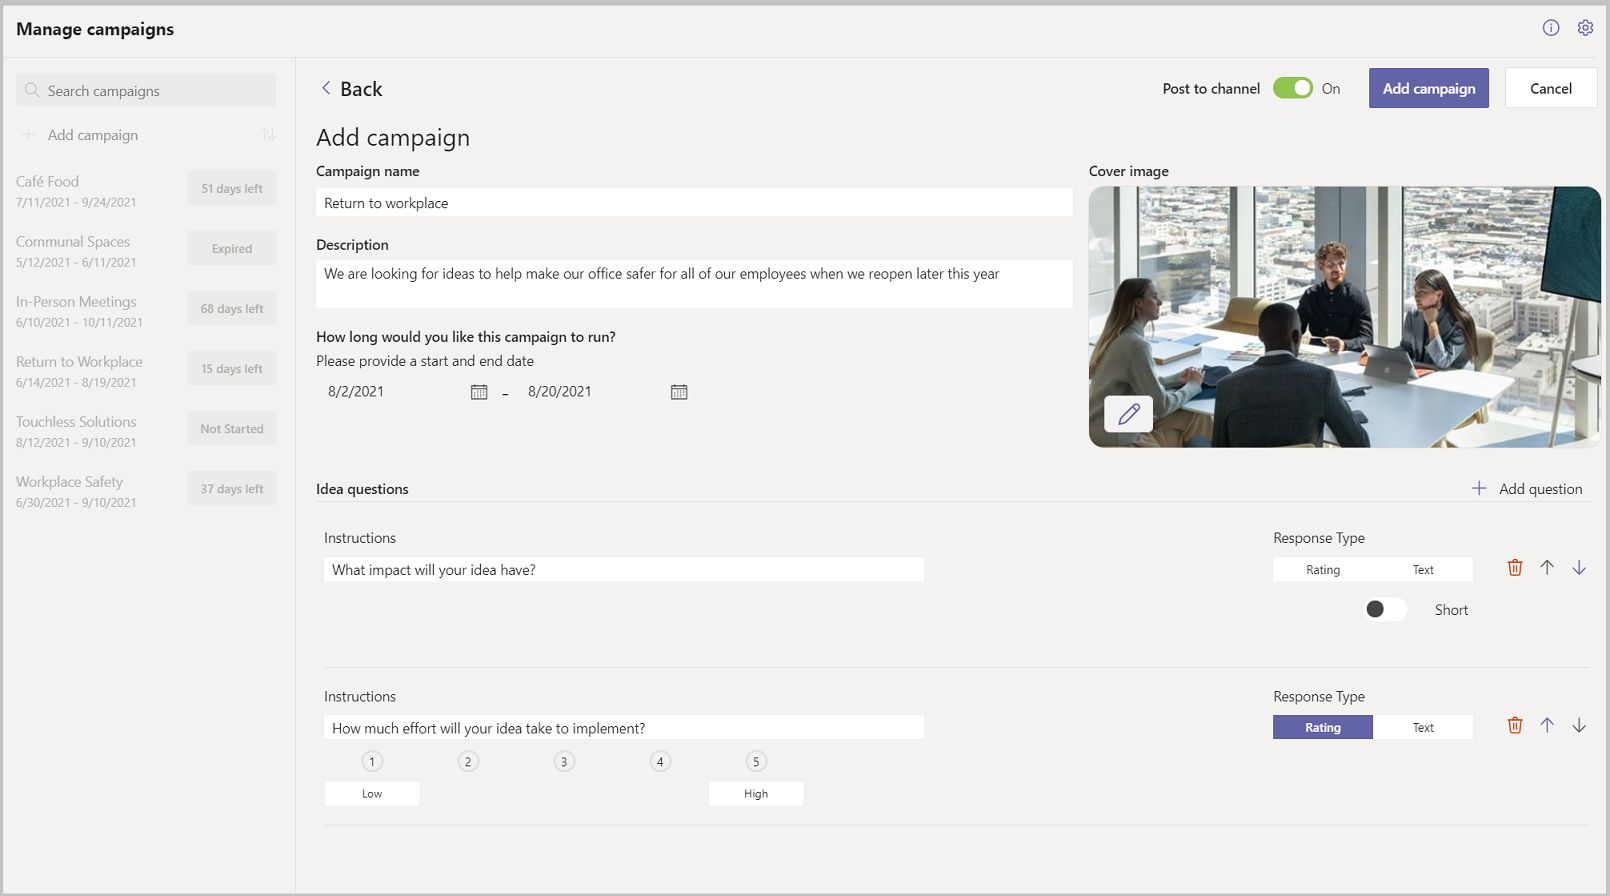 Manage campaigns
Search campaigns
Add campaign
Café Food
7/11/2021 - 9/24/2021
51 days left
Communal Spaces
5/12/2021 - 6/11/2021
Expired
In-Person Meetings
6/10/2021 - 10/11/2021
68 days left
Return to Workplace
6/14/2021 - 8/19/2021
15 days left
Touchless Solutions
8/12/2021 - 9/10/2021
Not Started
Workplace Safety
6/30/2021 - 9/10/2021
37 days left
Back
Post to channel On
Add campaign
Cancel
Add campaign
Campaign name
Return to workplace
Description
We are looking for ideas to help make our office safer for all of our employees when we reopen later this year
How long would you like this campaign to run?
Please provide a start and end date
8/2/2021 - 8/20/2021
Cover image
Idea questions
Add question
Instructions
What impact will your idea have?
Response Type
Rating Text
Short
Instructions
How much effort will your idea take to implement?
1 2 3 4 5
Low High
Response Type
Rating Text